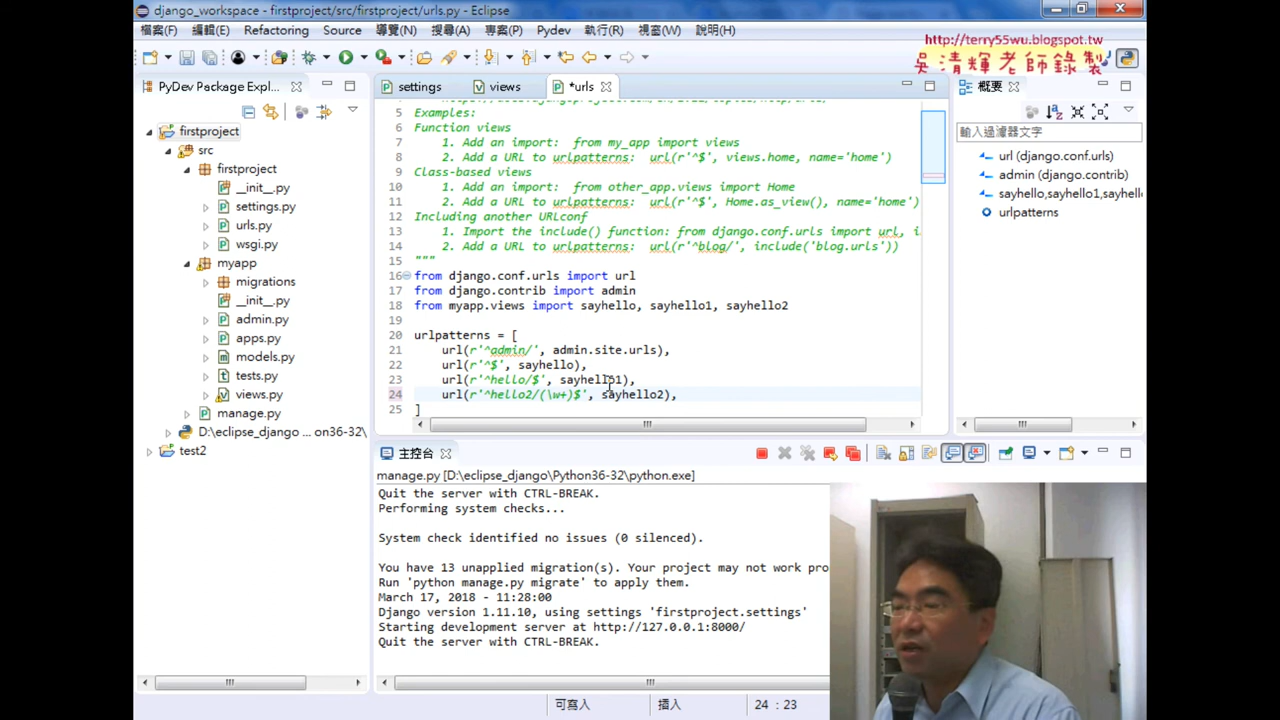 django_workspace - firstproject/src/firstproject/urls.py - Eclipse
檔案(F) 編輯(E) Refactoring Source 導覽(N) 搜尋(A) 專案(P) Pydev 執行(R) 視窗(W) 說明(H)
http://terry55wu.blogspot.tw
吳清輝老師錄製
PyDev Package Expl...
settings
views
*urls
概要
輸入過濾器文字
firstproject
src
firstproject
__init__.py
settings.py
urls.py
wsgi.py
myapp
migrations
__init__.py
admin.py
apps.py
models.py
tests.py
views.py
manage.py
D:\eclipse_django
on36-32\
test2
5 Examples:
6 Function views
7 1. Add an import: from my_app import views
8 2. Add a URL to urlpatterns: url(r'^$', views.home, name='home')
9 Class-based views
10 1. Add an import: from other_app.views import Home
11 2. Add a URL to urlpatterns: url(r'^$', Home.as_view(), name='home')
12 Including another URLconf
13 1. Import the include() function: from django.conf.urls import url, i
14 2. Add a URL to urlpatterns: url(r'^blog/', include('blog.urls'))
15 """
16 from django.conf.urls import url
17 from django.contrib import admin
18 from myapp.views import sayhello, sayhello1, sayhello2
19
20 urlpatterns = [
21 url(r'^admin/', admin.site.urls),
22 url(r'^$', sayhello),
23 url(r'^hello/$', sayhello1),
24 url(r'^hello2/(\w+)$', sayhello2),
25 ]
url (django.conf.urls)
admin (django.contrib)
sayhello,sayhello1,sayhell
urlpatterns
主控台
manage.py [D:\eclipse_django\Python36-32\python.exe]
Quit the server with CTRL-BREAK.
Performing system checks...
System check identified no issues (0 silenced).
You have 13 unapplied migration(s). Your project may not work pro
Run 'python manage.py migrate' to apply them.
March 17, 2018 - 11:28:00
Django version 1.11.10, using settings 'firstproject.settings'
Starting development server at http://127.0.0.1:8000/
Quit the server with CTRL-BREAK.
可寫入
插入
24 : 23